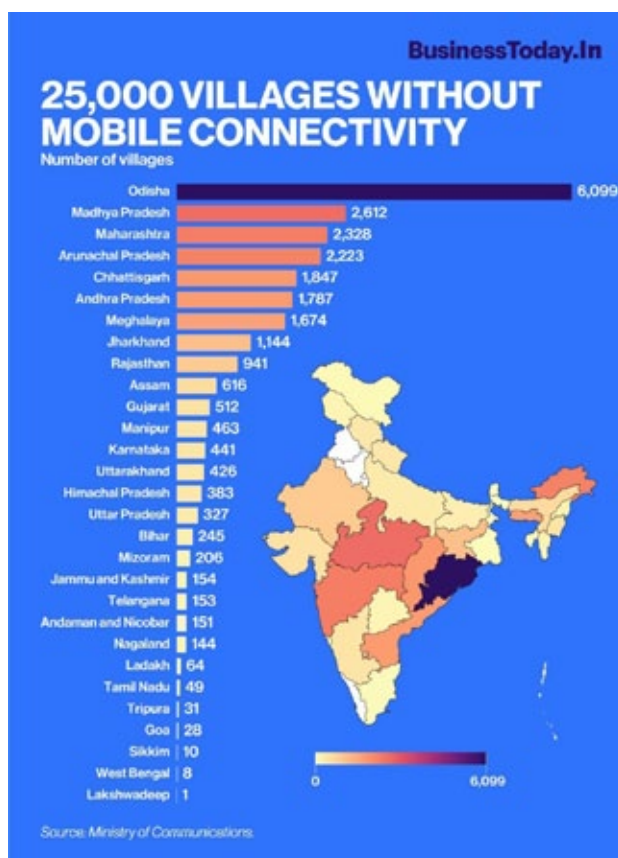 BusinessToday.In
25,000 VILLAGES WITHOUT
MOBILE CONNECTIVITY
Number of villages
Odisha 6,099
Madhya Pradesh 2,612
Maharashtra 2,328
Arunachal Pradesh 2,223
Chhattisgarh 1,847
Andhra Pradesh 1,787
Meghalaya 1,674
Jharkhand 1,144
Rajasthan 941
Assam 616
Gujarat 512
Manipur 463
Karnataka 441
Uttarakhand 426
Himachal Pradesh 383
Uttar Pradesh 327
Bihar 245
Mizoram 206
Jammu and Kashmir 154
Telangana 153
Andaman and Nicobar 151
Nagaland 144
Ladakh 64
Tamil Nadu 49
Tripura 31
Goa 28
Sikkim 10
West Bengal 8
Lakshwadeep 1
0 6,099
Source: Ministry of Communications.